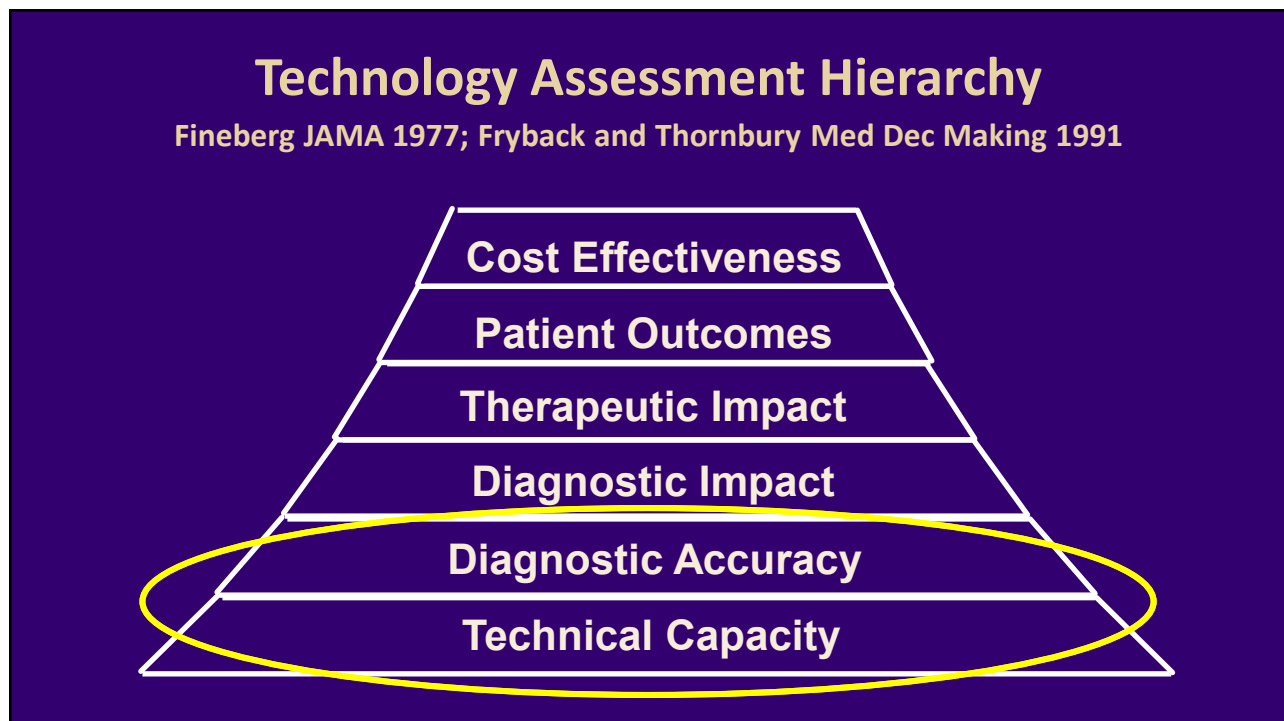 Technology Assessment Hierarchy
Fineberg JAMA 1977; Fryback and Thornbury Med Dec Making 1991
Cost Effectiveness
Patient Outcomes
Therapeutic Impact
Diagnostic Impact
Diagnostic Accuracy
Technical Capacity